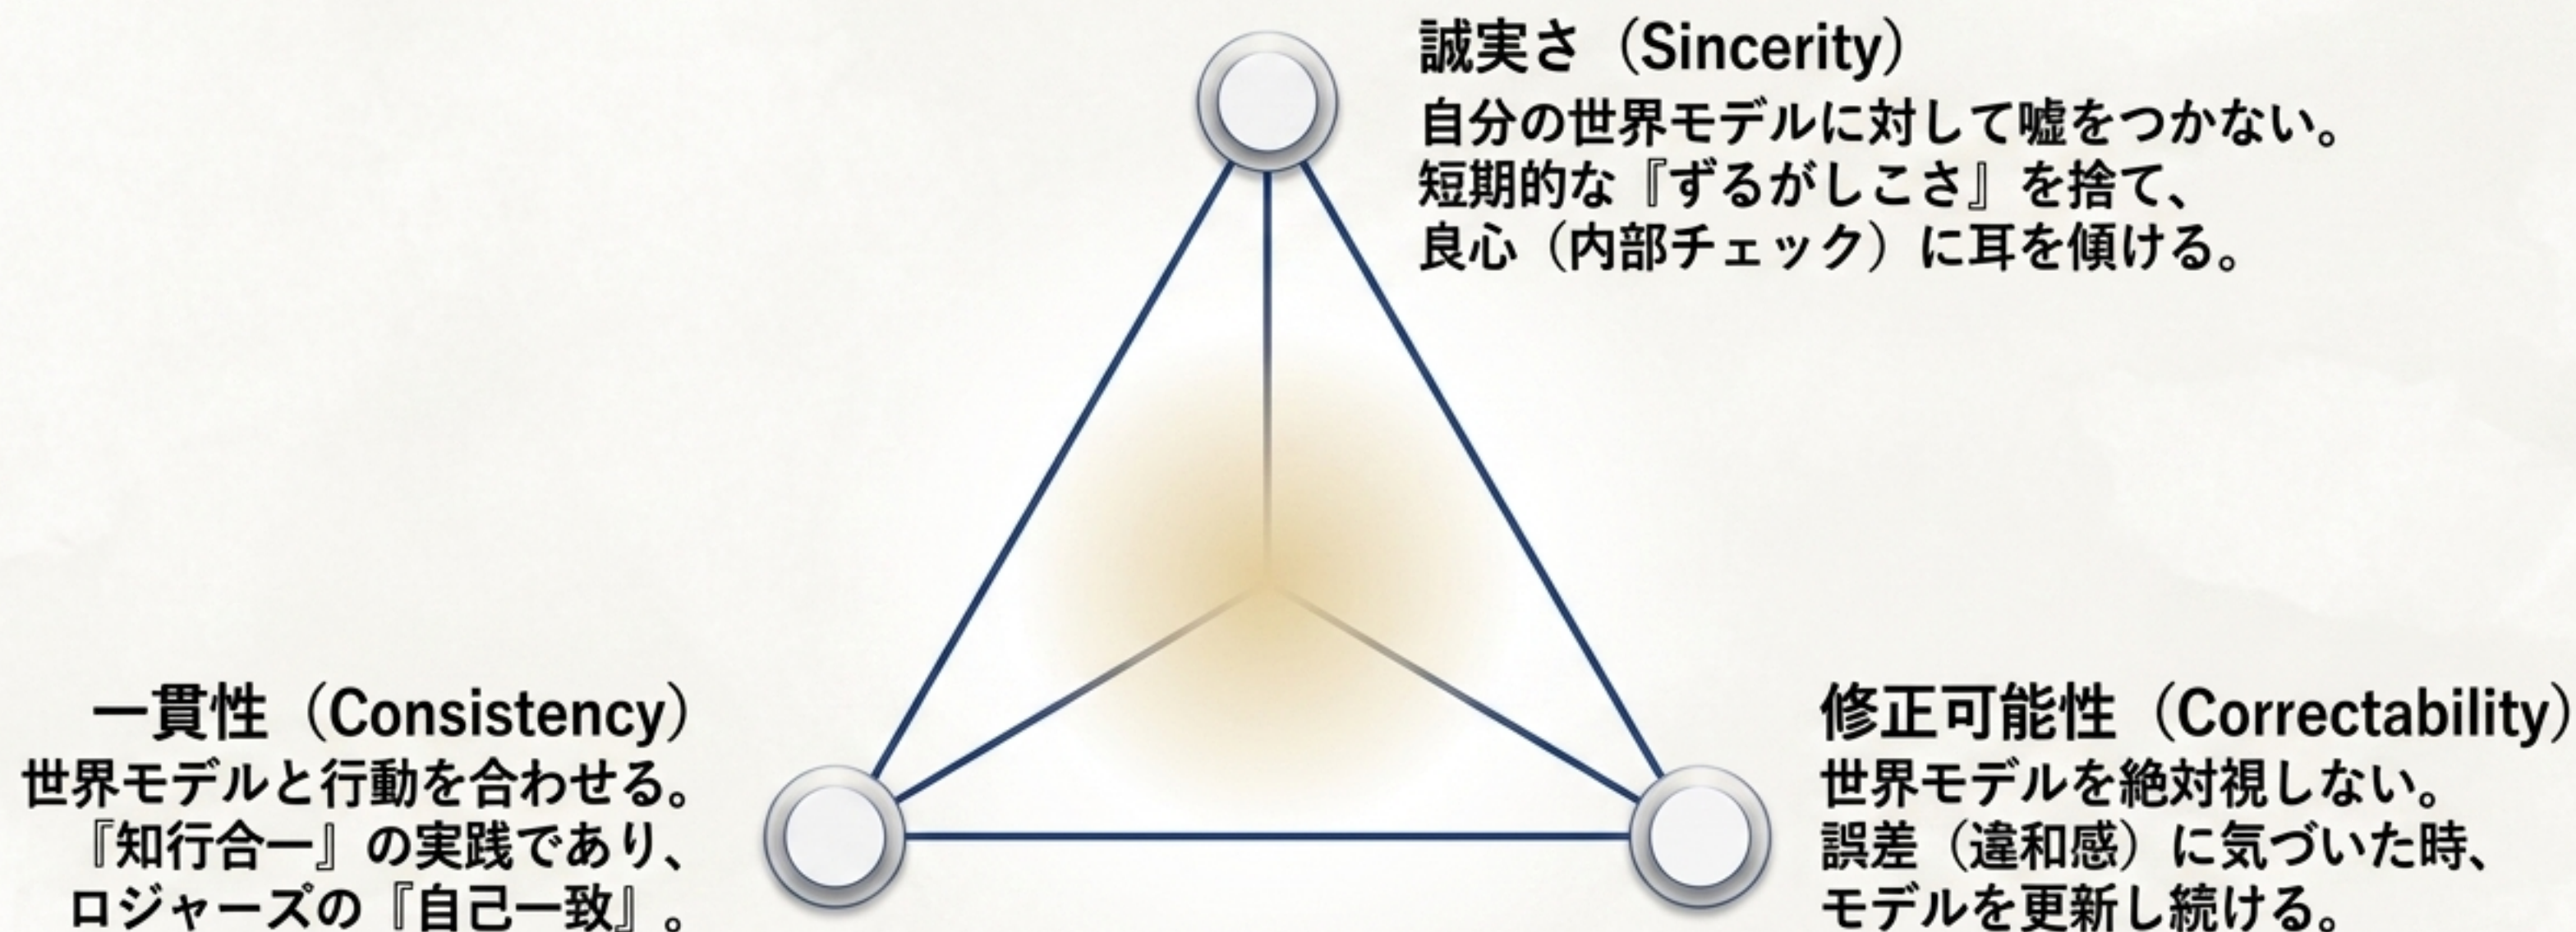 誠実さ（Sincerity）
自分の世界モデルに対して嘘をつかない。
短期的な『ずるがしこさ』を捨て、
良心（内部チェック）に耳を傾ける。
一貫性（Consistency）
世界モデルと行動を合わせる。
『知行合一』の実践であり、
ロジャーズの『自己一致』。
修正可能性（Correctability）
世界モデルを絶対視しない。
誤差（違和感）に気づいた時、
モデルを更新し続ける。